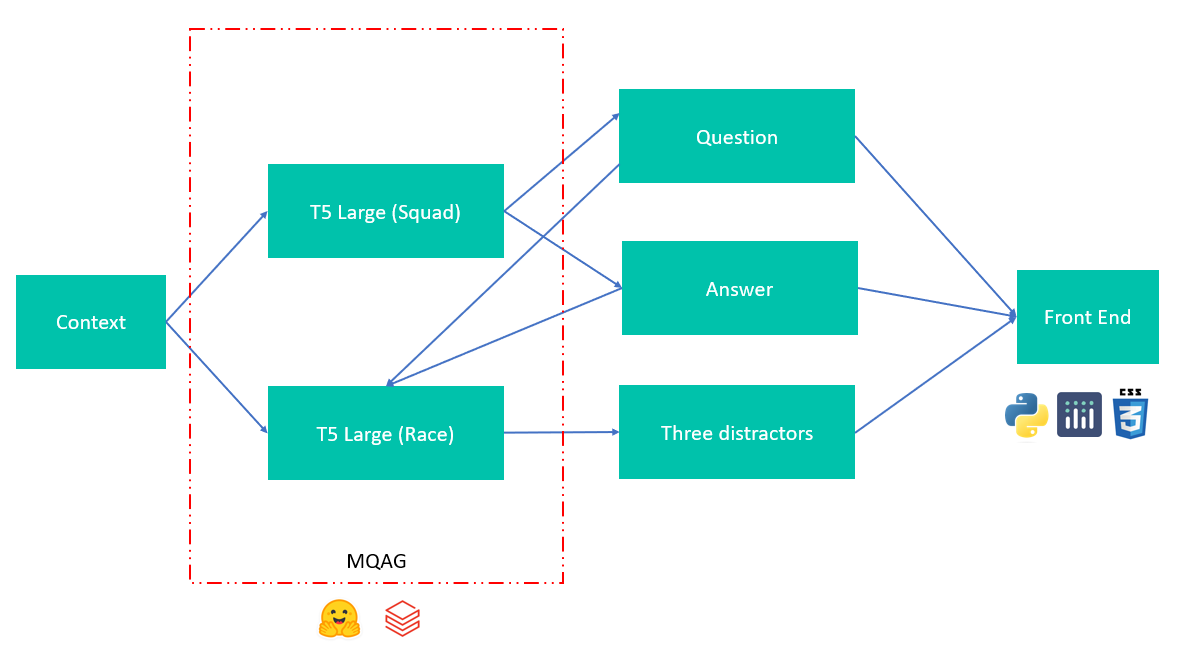 Question
T5 Large (Squad)
Answer
Context
Front End
T5 Large (Race)
Three distractors
CSS
3
MQAG